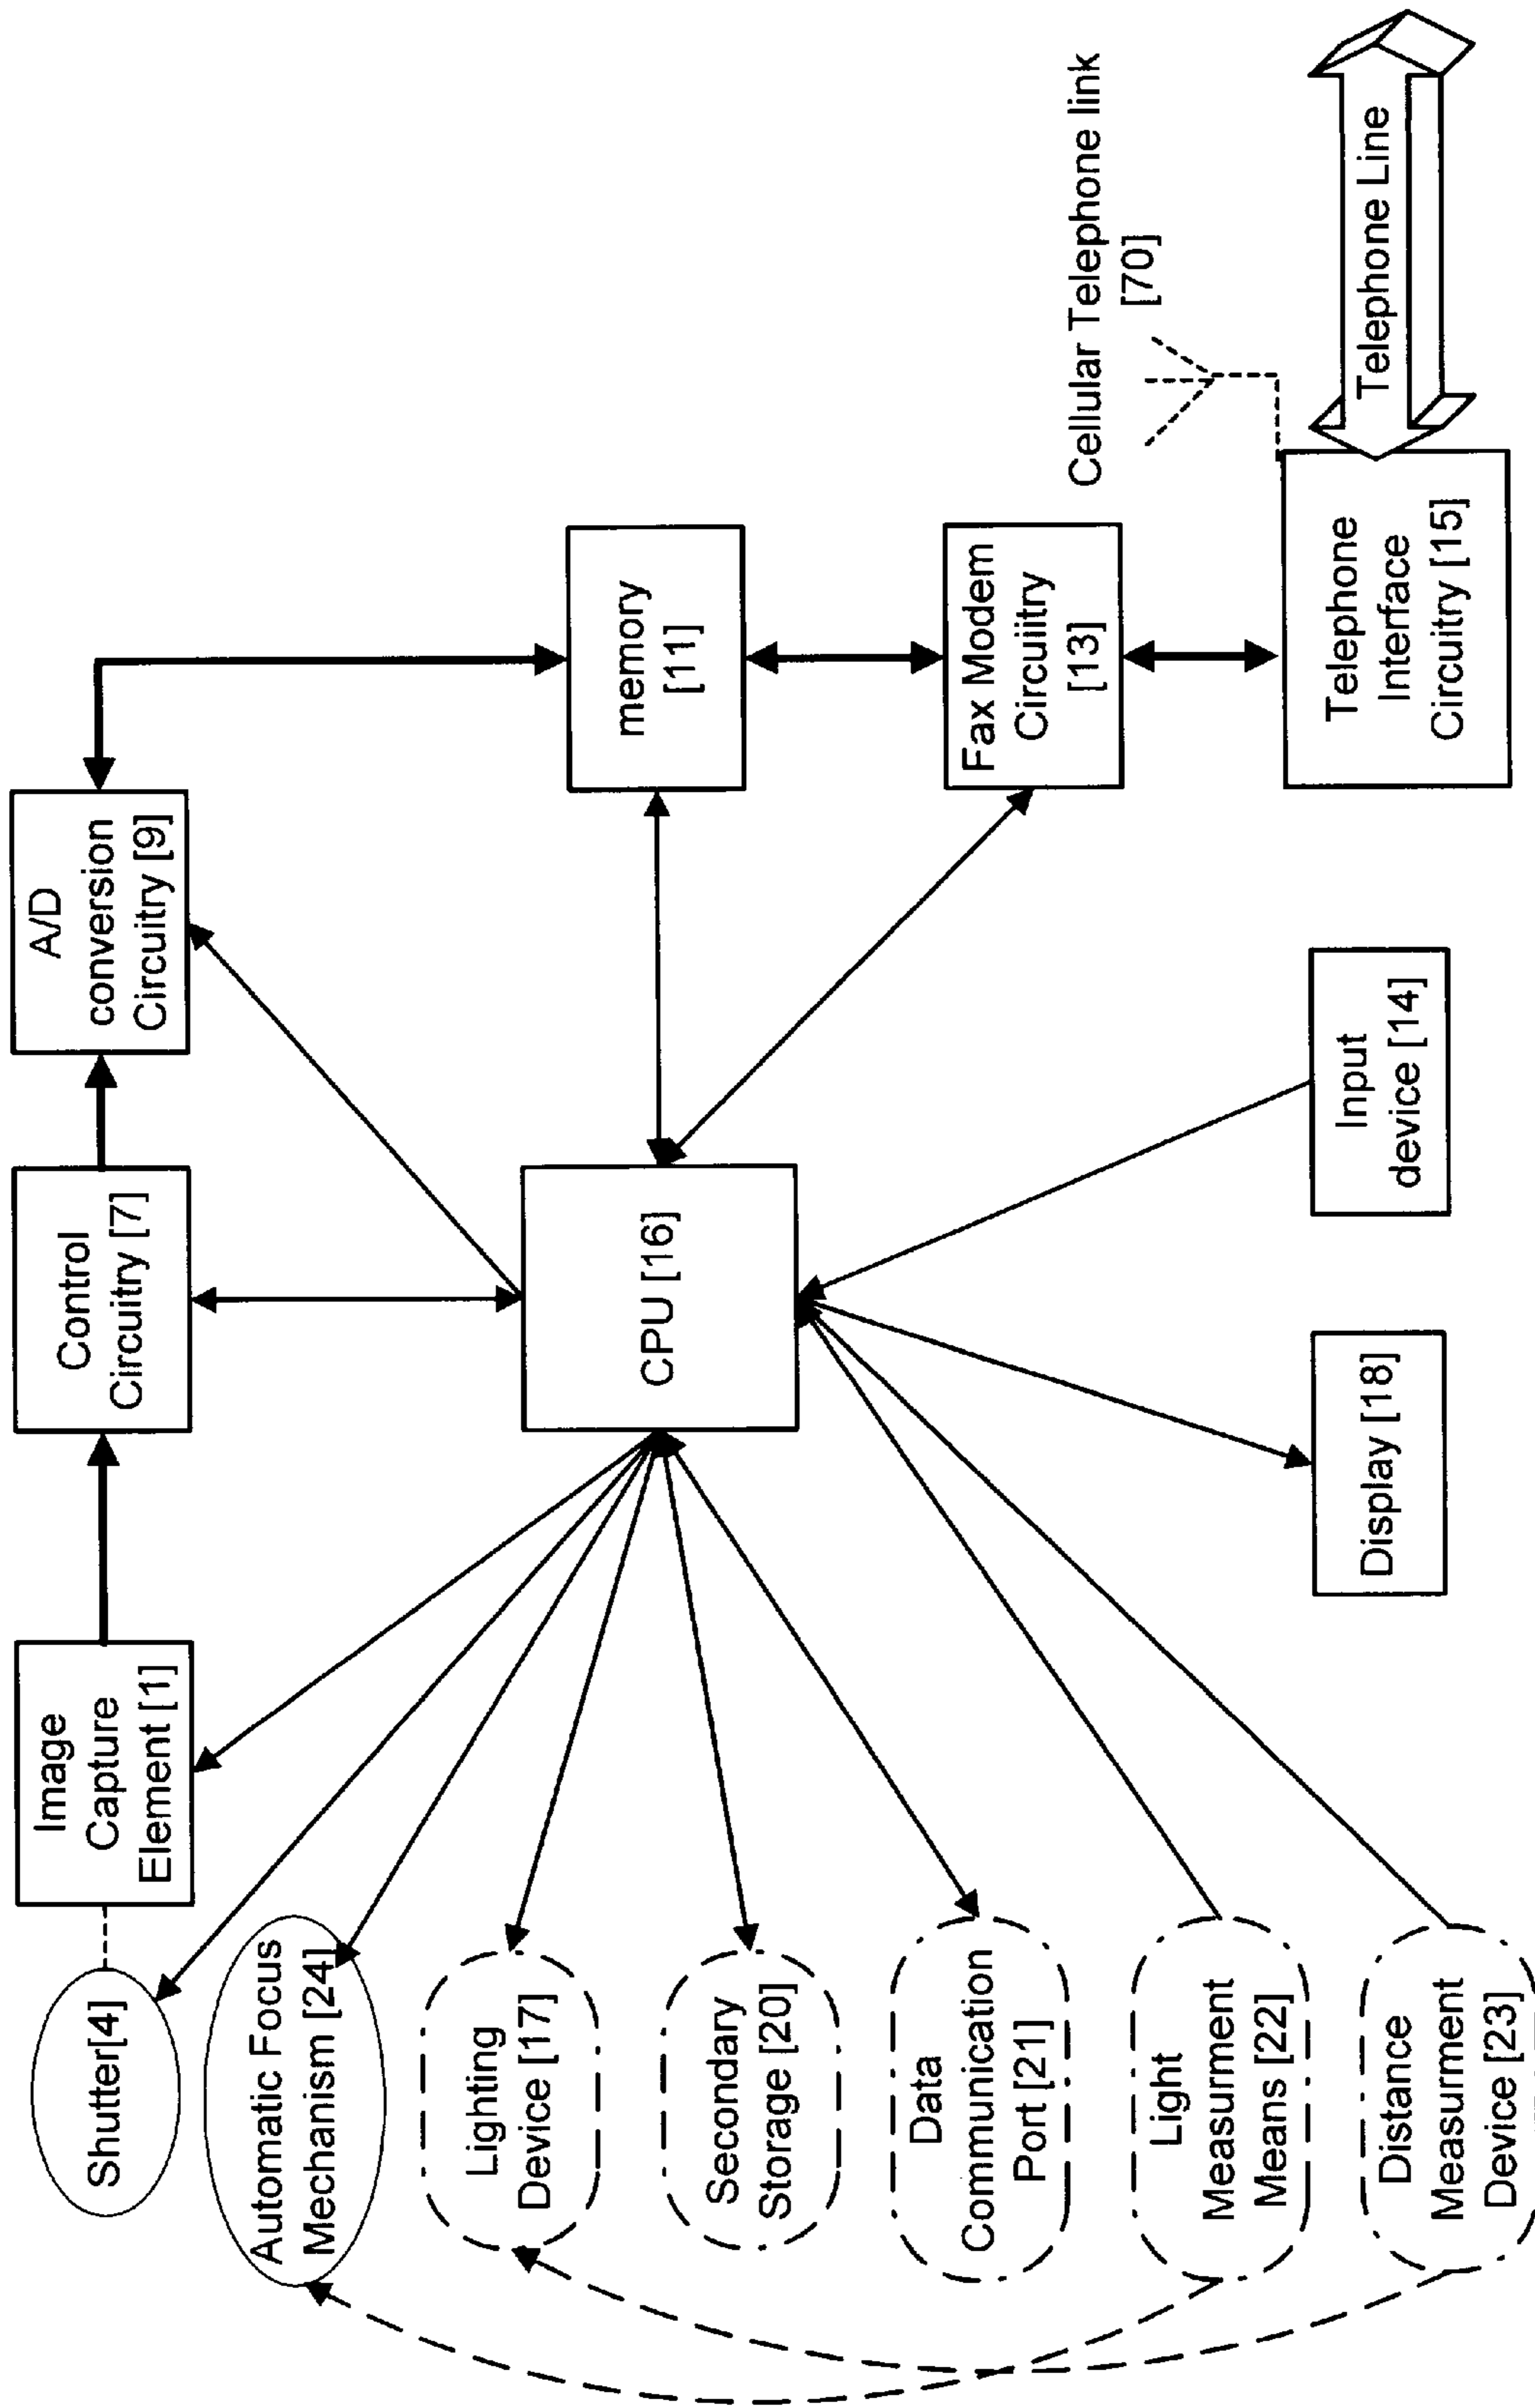 Shutter[4]
Image
Capture
Element [1]
Control
Circuitry [7]
A/D
conversion
Circuitry [9]
Automatic Focus
Mechanism [24]
Lighting
Device [17]
Secondary
Storage [20]
Data
Communication
Port [21]
Light
Measurment
Means [22]
Distance
Measurment
Device [23]
CPU [16]
memory
[11]
Fax Modem
Circuiitry
[13]
Cellular Telephone link
[70]
Display [18]
Input
device [14]
Telephone
Interface
Circuitry [15]
Telephone Line